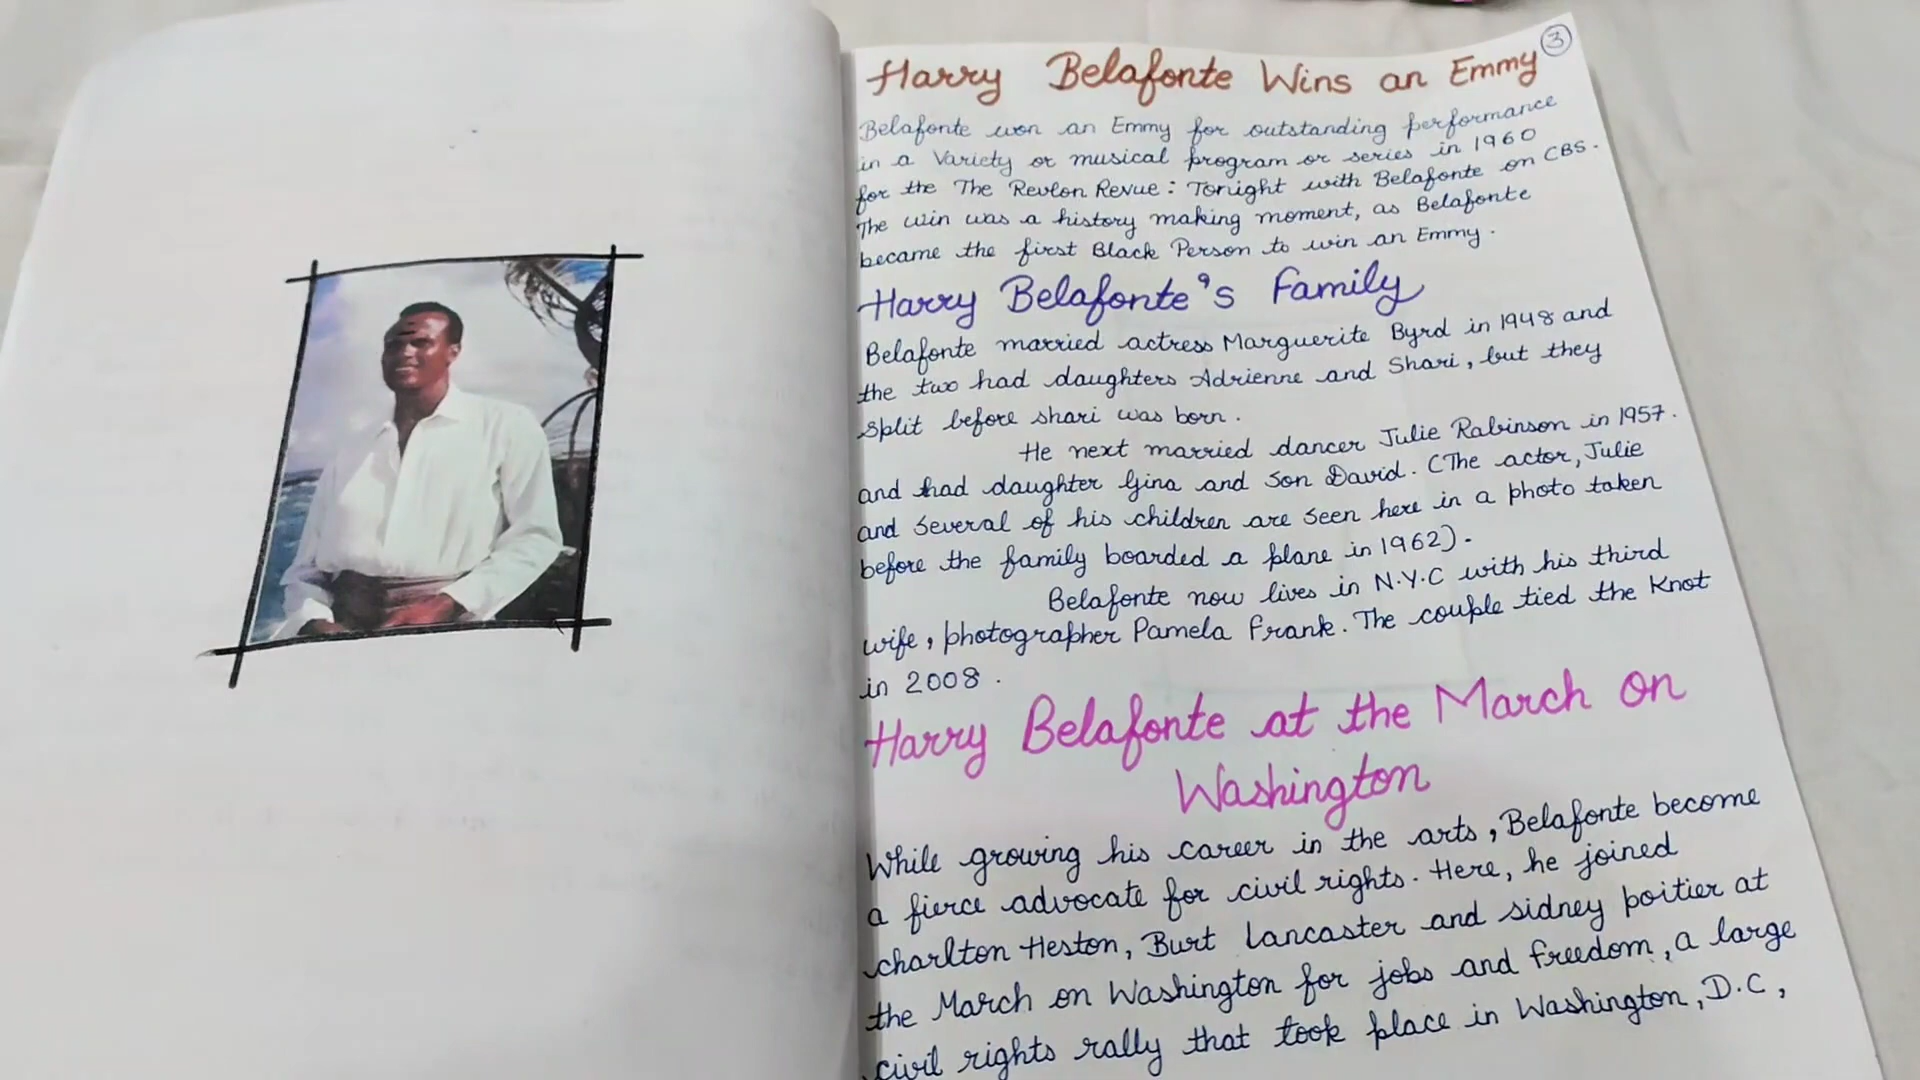 3
Harry Belafonte Wins an Emmy
Belafonte won an Emmy for outstanding performance
in a Variety or musical program or series in 1960
for the The Revlon Revue: Tonight with Belafonte on CBS.
The win was a history making moment, as Belafonte
became the first Black Person to win an Emmy.
Harry Belafonte's Family
Belafonte married actress Marguerite Byrd in 1948 and
the two had daughters Adrienne and Shari, but they
split before shari was born.
He next married dancer Julie Rabinson in 1957.
and had daughter Gina and Son David. (The actor, Julie
and several of his children are seen here in a photo taken
before the family boarded a plane in 1962).
Belafonte now lives in N.Y.C with his third
wife, photographer Pamela Frank. The couple tied the Knot
in 2008.
Harry Belafonte at the March on
Washington
While growing his career in the arts, Belafonte become
a fierce advocate for civil rights. Here, he joined
charlton Heston, Burt Lancaster and sidney poitier at
the March on Washington for jobs and freedom, a large
civil rights rally that took place in Washington, D.C,